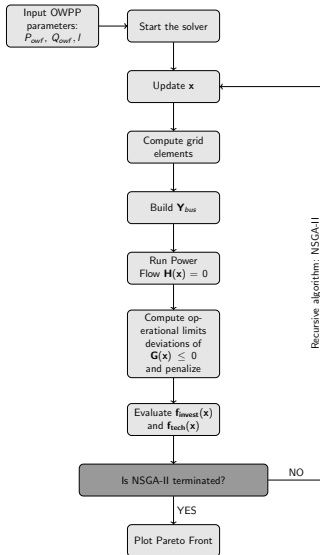 Input OWPP
parameters:
P_owf, Q_owf, l
Start the solver
Update x
Compute grid
elements
Build Y_bus
Run Power
Flow H(x) = 0
Compute op-
erational limits
deviations of
G(x) ≤ 0
and penalize
Evaluate f_invest(x)
and f_tech(x)
Is NSGA-II terminated?
NO
YES
Plot Pareto Front
Recursive algorithm: NSGA-II